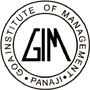 GOA INSTITUTE OF MANAGEMENT
GIM
· PANAJI ·